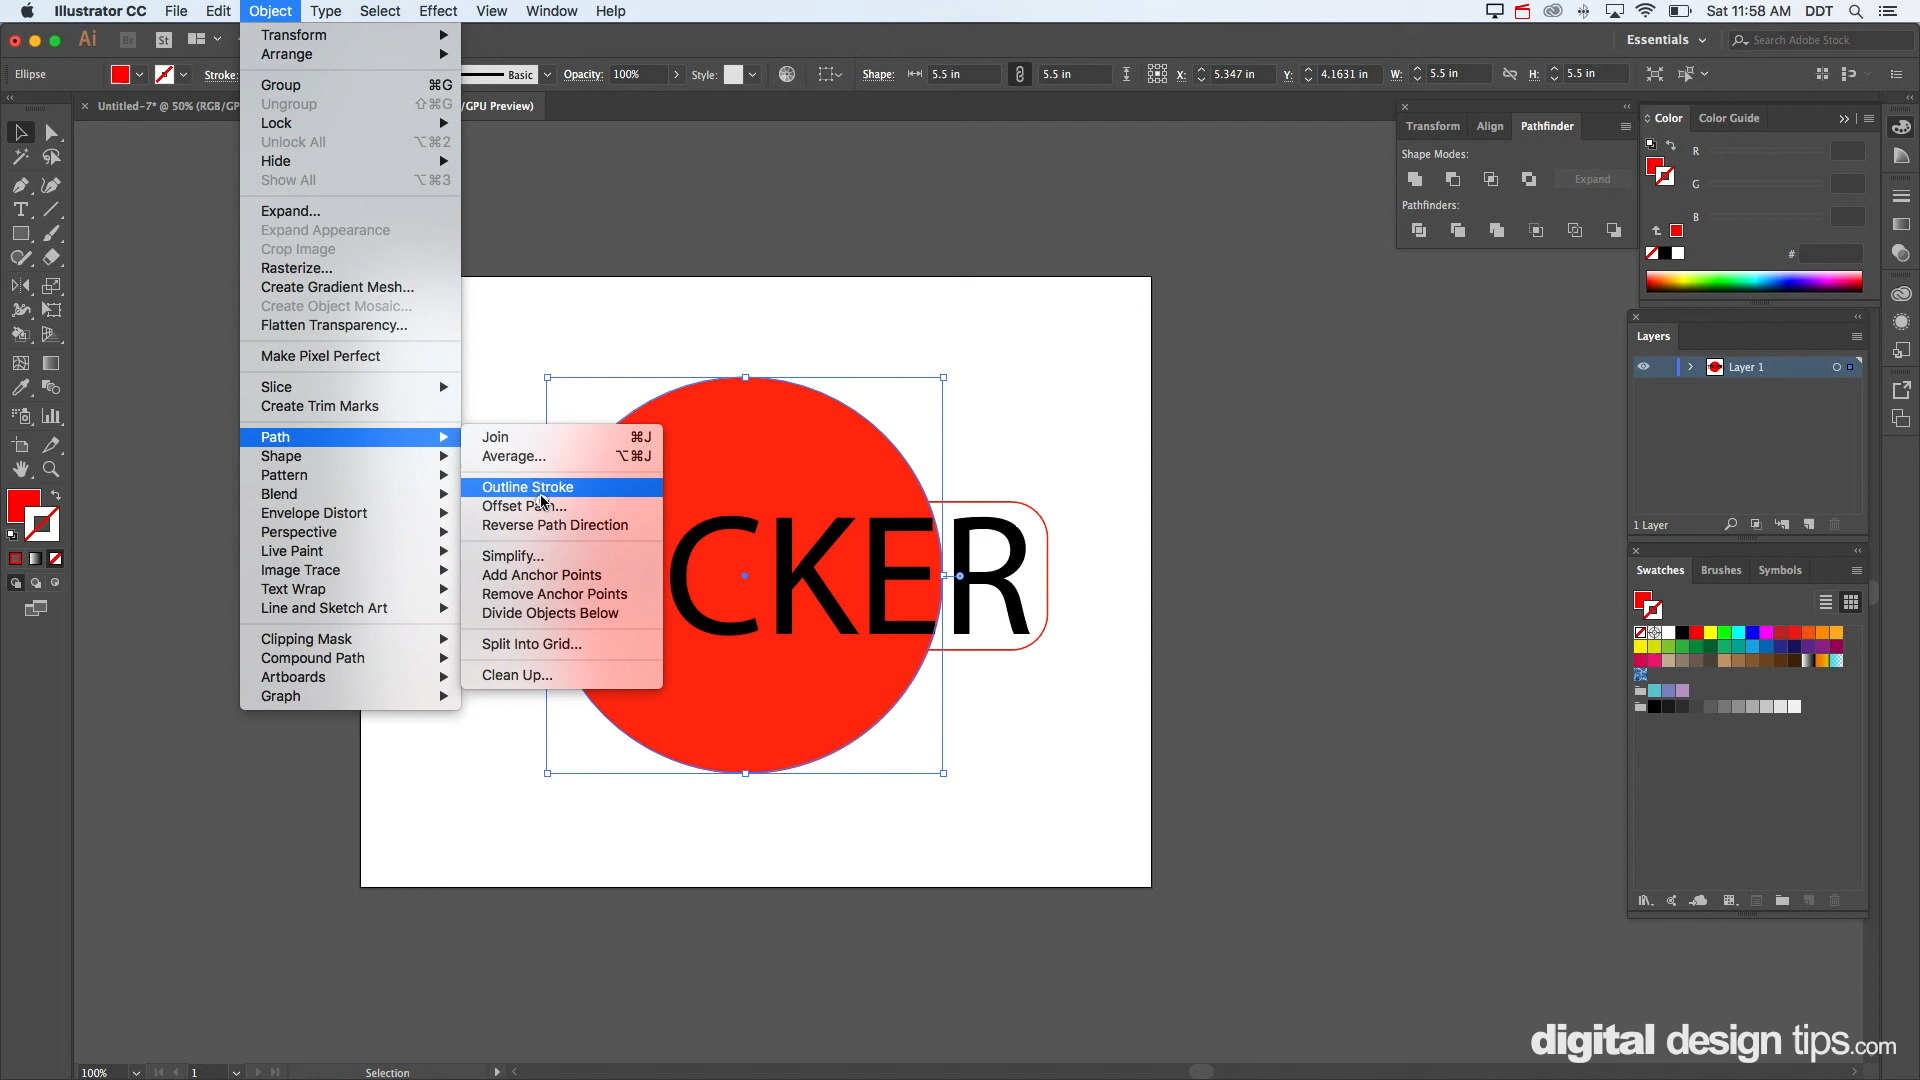 Illustrator CC File Edit Object Type Select Effect View Window Help Sat 11:58 AM DDT
Ai Br St Essentials Search Adobe Stock
Ellipse Stroke: Basic Opacity: 100% Style: Shape: 5.5 in 5.5 in X: 5.347 in Y: 4.1631 in W: 5.5 in H: 5.5 in
Untitled-7* @ 50% (RGB/GP /GPU Preview)
Transform
Arrange
Group ⌘G
Ungroup ⇧⌘G
Lock
Unlock All ⌥⌘2
Hide
Show All ⌥⌘3
Expand...
Expand Appearance
Crop Image
Rasterize...
Create Gradient Mesh...
Create Object Mosaic...
Flatten Transparency...
Make Pixel Perfect
Slice
Create Trim Marks
Path
Shape
Pattern
Blend
Envelope Distort
Perspective
Live Paint
Image Trace
Text Wrap
Line and Sketch Art
Clipping Mask
Compound Path
Artboards
Graph
Join ⌘J
Average... ⌥⌘J
Outline Stroke
Offset Path...
Reverse Path Direction
Simplify...
Add Anchor Points
Remove Anchor Points
Divide Objects Below
Split Into Grid...
Clean Up...
CKER
Transform Align Pathfinder
Shape Modes:
Expand
Pathfinders:
Color Color Guide
R
G
B
#
Layers
Layer 1
1 Layer
Swatches Brushes Symbols
digital design tips.com
100% 1 Selection